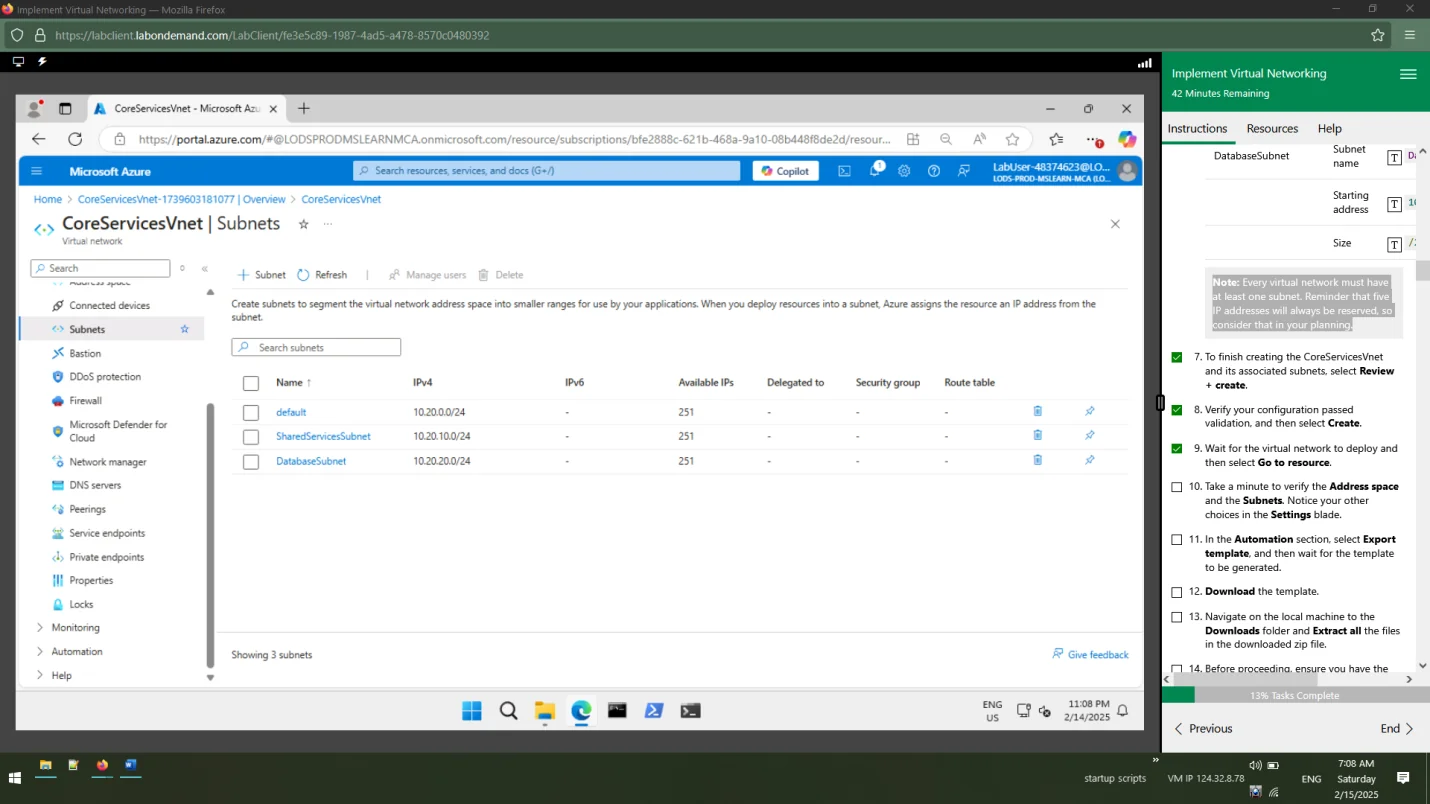 Implement Virtual Networking — Mozilla Firefox
https://labclient.labondemand.com/LabClient/fe3e5c89-1987-4ad5-a478-8570c0480392
CoreServicesVnet - Microsoft Azu
https://portal.azure.com/#@LODSPRODMSLEARNMCA.onmicrosoft.com/resource/subscriptions/bfe2888c-621b-468a-9a10-08b448f8de2d/resour...
Microsoft Azure
Search resources, services, and docs (G+/)
Copilot
1
LabUser-48374623@LO...
LODS-PROD-MSLEARN-MCA (LO...
Home > CoreServicesVnet-1739603181077 | Overview > CoreServicesVnet
CoreServicesVnet | Subnets
Virtual network
Search
Address space
Connected devices
Subnets
Bastion
DDoS protection
Firewall
Microsoft Defender for
Cloud
Network manager
DNS servers
Peerings
Service endpoints
Private endpoints
Properties
Locks
Monitoring
Automation
Help
Subnet
Refresh
Manage users
Delete
Create subnets to segment the virtual network address space into smaller ranges for use by your applications. When you deploy resources into a subnet, Azure assigns the resource an IP address from the
subnet.
Search subnets
Name ↑ IPv4 IPv6 Available IPs Delegated to Security group Route table
default 10.20.0.0/24 - 251 - - -
SharedServicesSubnet 10.20.10.0/24 - 251 - - -
DatabaseSubnet 10.20.20.0/24 - 251 - - -
Showing 3 subnets
Give feedback
ENG
US
11:08 PM
2/14/2025
Implement Virtual Networking
42 Minutes Remaining
Instructions Resources Help
DatabaseSubnet
Subnet
name
T
Da
Starting
address
T
10
Size
T
/2
Note: Every virtual network must have
at least one subnet. Reminder that five
IP addresses will always be reserved, so
consider that in your planning.
7. To finish creating the CoreServicesVnet
and its associated subnets, select Review
+ create.
8. Verify your configuration passed
validation, and then select Create.
9. Wait for the virtual network to deploy and
then select Go to resource.
10. Take a minute to verify the Address space
and the Subnets. Notice your other
choices in the Settings blade.
11. In the Automation section, select Export
template, and then wait for the template
to be generated.
12. Download the template.
13. Navigate on the local machine to the
Downloads folder and Extract all the files
in the downloaded zip file.
14. Before proceeding, ensure you have the
13% Tasks Complete
Previous
End
startup scripts
VM IP 124.32.8.78
ENG
7:08 AM
Saturday
2/15/2025